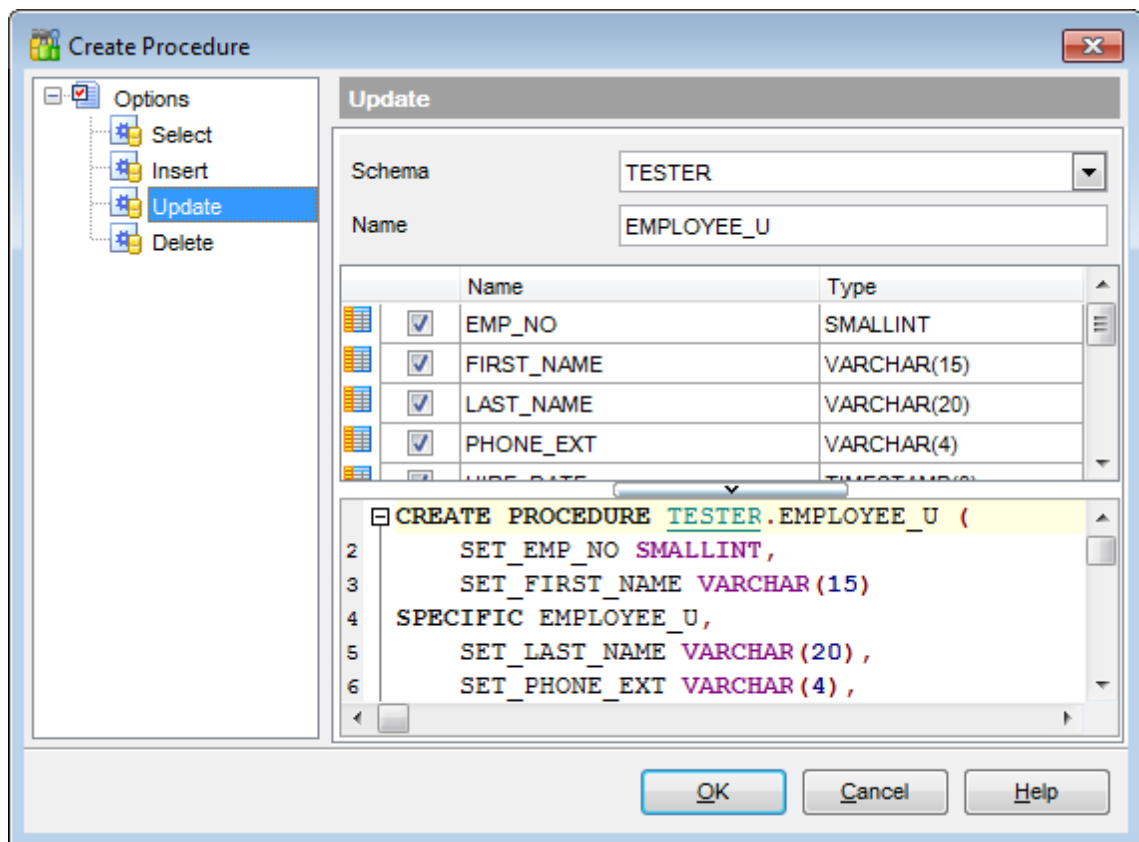 Create Procedure
Options
Select
Insert
Update
Delete
Update
Schema TESTER
Name EMPLOYEE_U
Name Type
EMP_NO SMALLINT
FIRST_NAME VARCHAR(15)
LAST_NAME VARCHAR(20)
PHONE_EXT VARCHAR(4)
CREATE PROCEDURE TESTER.EMPLOYEE_U (
2 SET_EMP_NO SMALLINT,
3 SET_FIRST_NAME VARCHAR(15)
4 SPECIFIC EMPLOYEE_U,
5 SET_LAST_NAME VARCHAR(20),
6 SET_PHONE_EXT VARCHAR(4),
OK Cancel Help